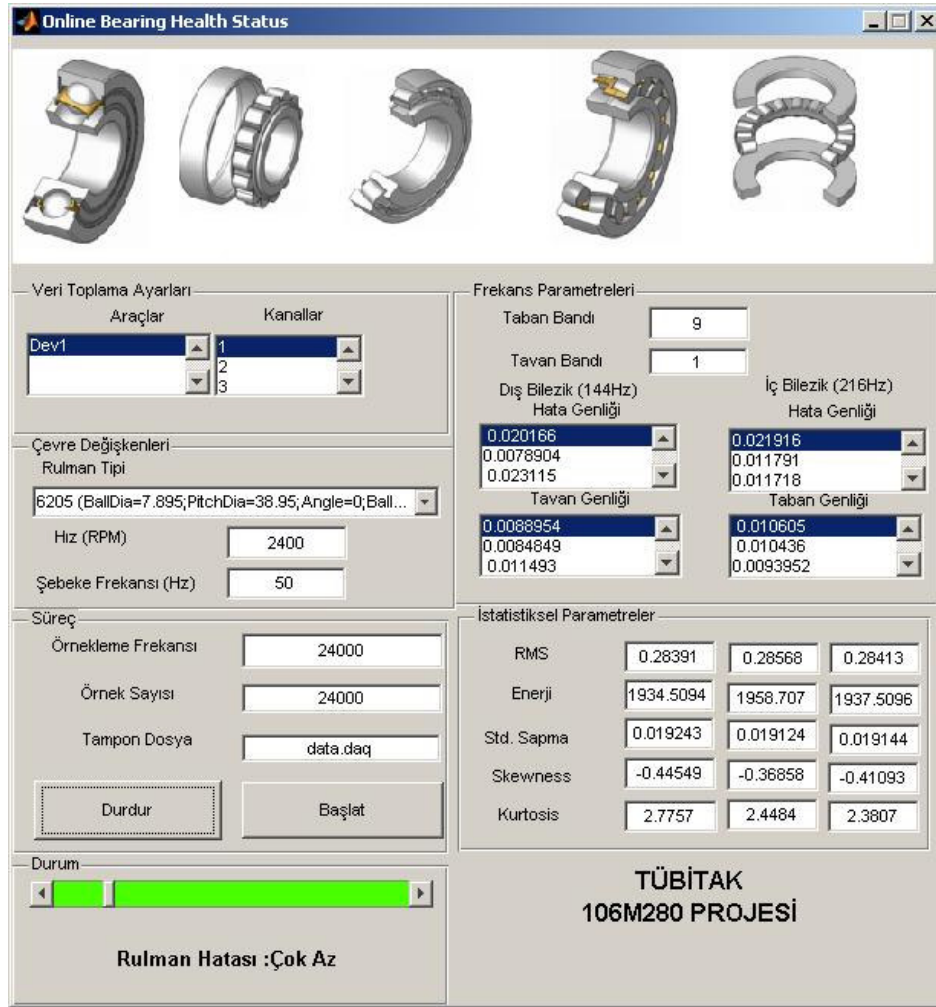 Online Bearing Health Status
Veri Toplama Ayarları
Araçlar
Kanallar
Dev1
1
2
3
Çevre Değişkenleri
Rulman Tipi
6205 (BallDia=7.895;PitchDia=38.95;Angle=0;Ball...
Hız (RPM)
2400
Şebeke Frekansı (Hz)
50
Süreç
Örnekleme Frekansı
24000
Örnek Sayısı
24000
Tampon Dosya
data.daq
Durdur
Başlat
Durum
Rulman Hatası :Çok Az
Frekans Parametreleri
Taban Bandı
9
Tavan Bandı
1
Dış Bilezik (144Hz)
Hata Genliği
0.020166
0.0078904
0.023115
İç Bilezik (216Hz)
Hata Genliği
0.021916
0.011791
0.011718
Tavan Genliği
0.0088954
0.0084849
0.011493
Taban Genliği
0.010605
0.010436
0.0093952
İstatistiksel Parametreler
RMS 0.28391 0.28568 0.28413
Enerji 1934.5094 1958.707 1937.5096
Std. Sapma 0.019243 0.019124 0.019144
Skewness -0.44549 -0.36858 -0.41093
Kurtosis 2.7757 2.4484 2.3807
TÜBİTAK
106M280 PROJESİ